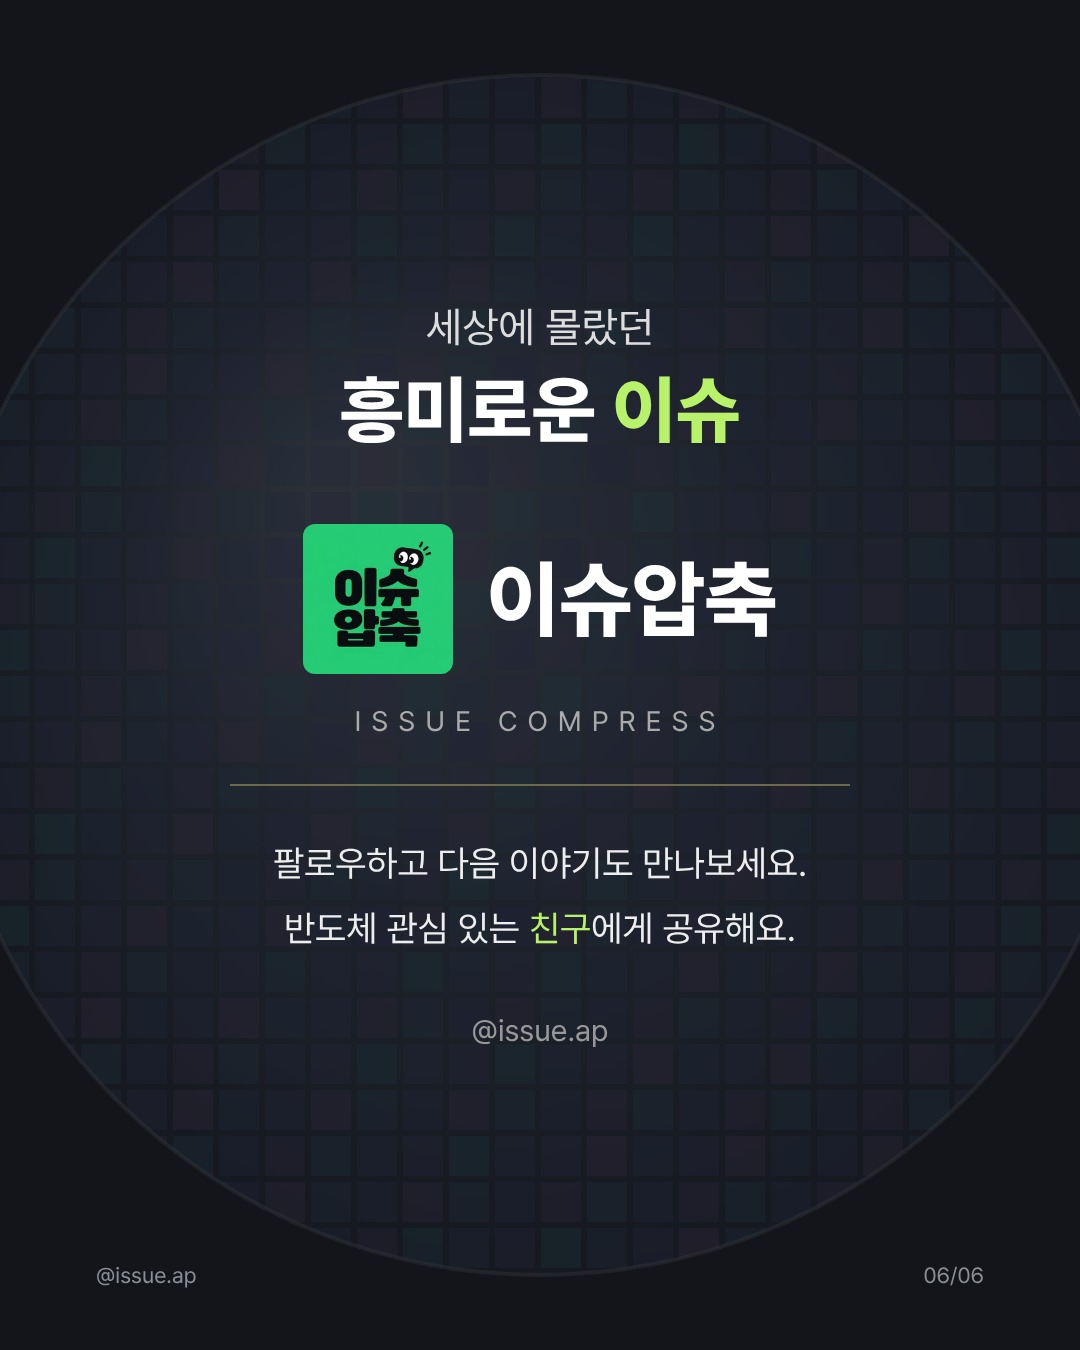 세상에 몰랐던
흥미로운 이슈
이슈
압축
이슈압축
ISSUE COMPRESS
팔로우하고 다음 이야기도 만나보세요.
반도체 관심 있는 친구에게 공유해요.
@issue.ap
@issue.ap
06/06